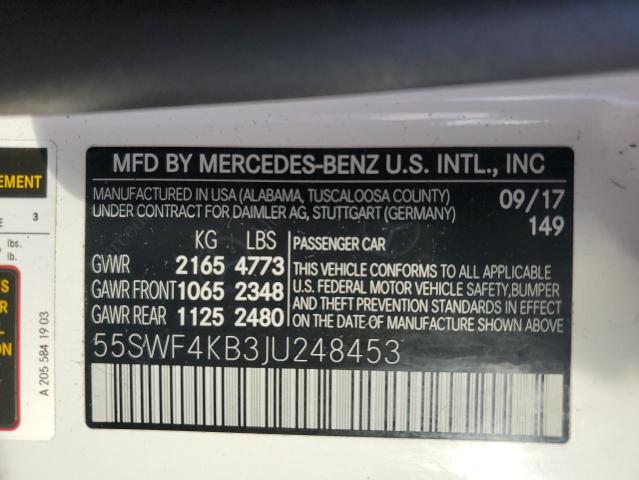 MFD BY MERCEDES-BENZ U.S. INTL., INC
MANUFACTURED IN USA (ALABAMA, TUSCALOOSA COUNTY) 09/17
UNDER CONTRACT FOR DAIMLER AG, STUTTGART (GERMANY) 149
KG LBS PASSENGER CAR
GVWR 2165 4773
GAWR FRONT 1065 2348
GAWR REAR 1125 2480
THIS VEHICLE CONFORMS TO ALL APPLICABLE
U.S. FEDERAL MOTOR VEHICLE SAFETY, BUMPER
AND THEFT PREVENTION STANDARDS IN EFFECT
ON THE DATE OF MANUFACTURE SHOWN ABOVE.
55SWF4KB3JU248453
EMENT
E 3
lbs.
lb.
A 205 584 19 03